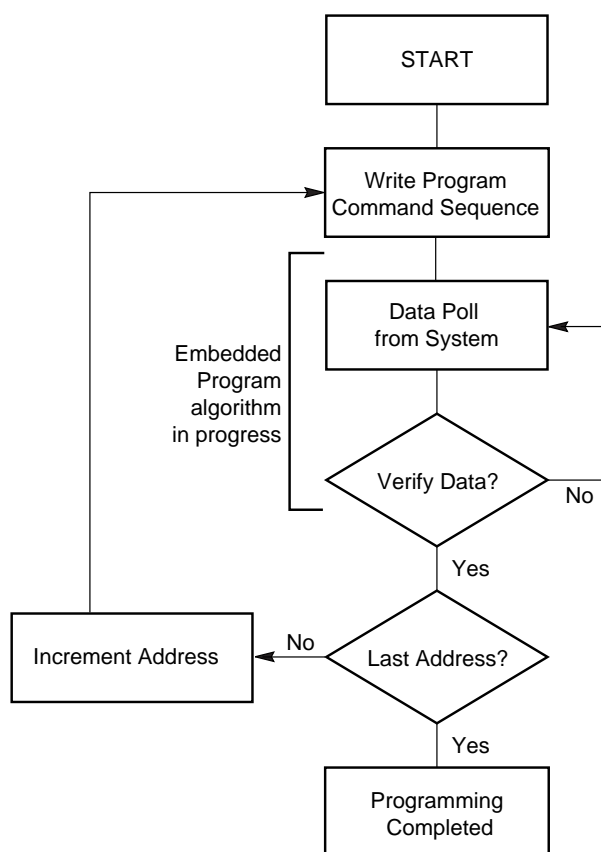 START
Write Program
Command Sequence
Data Poll
from System
Embedded
Program
algorithm
in progress
Verify Data?
No
Yes
Last Address?
No
Increment Address
Yes
Programming
Completed